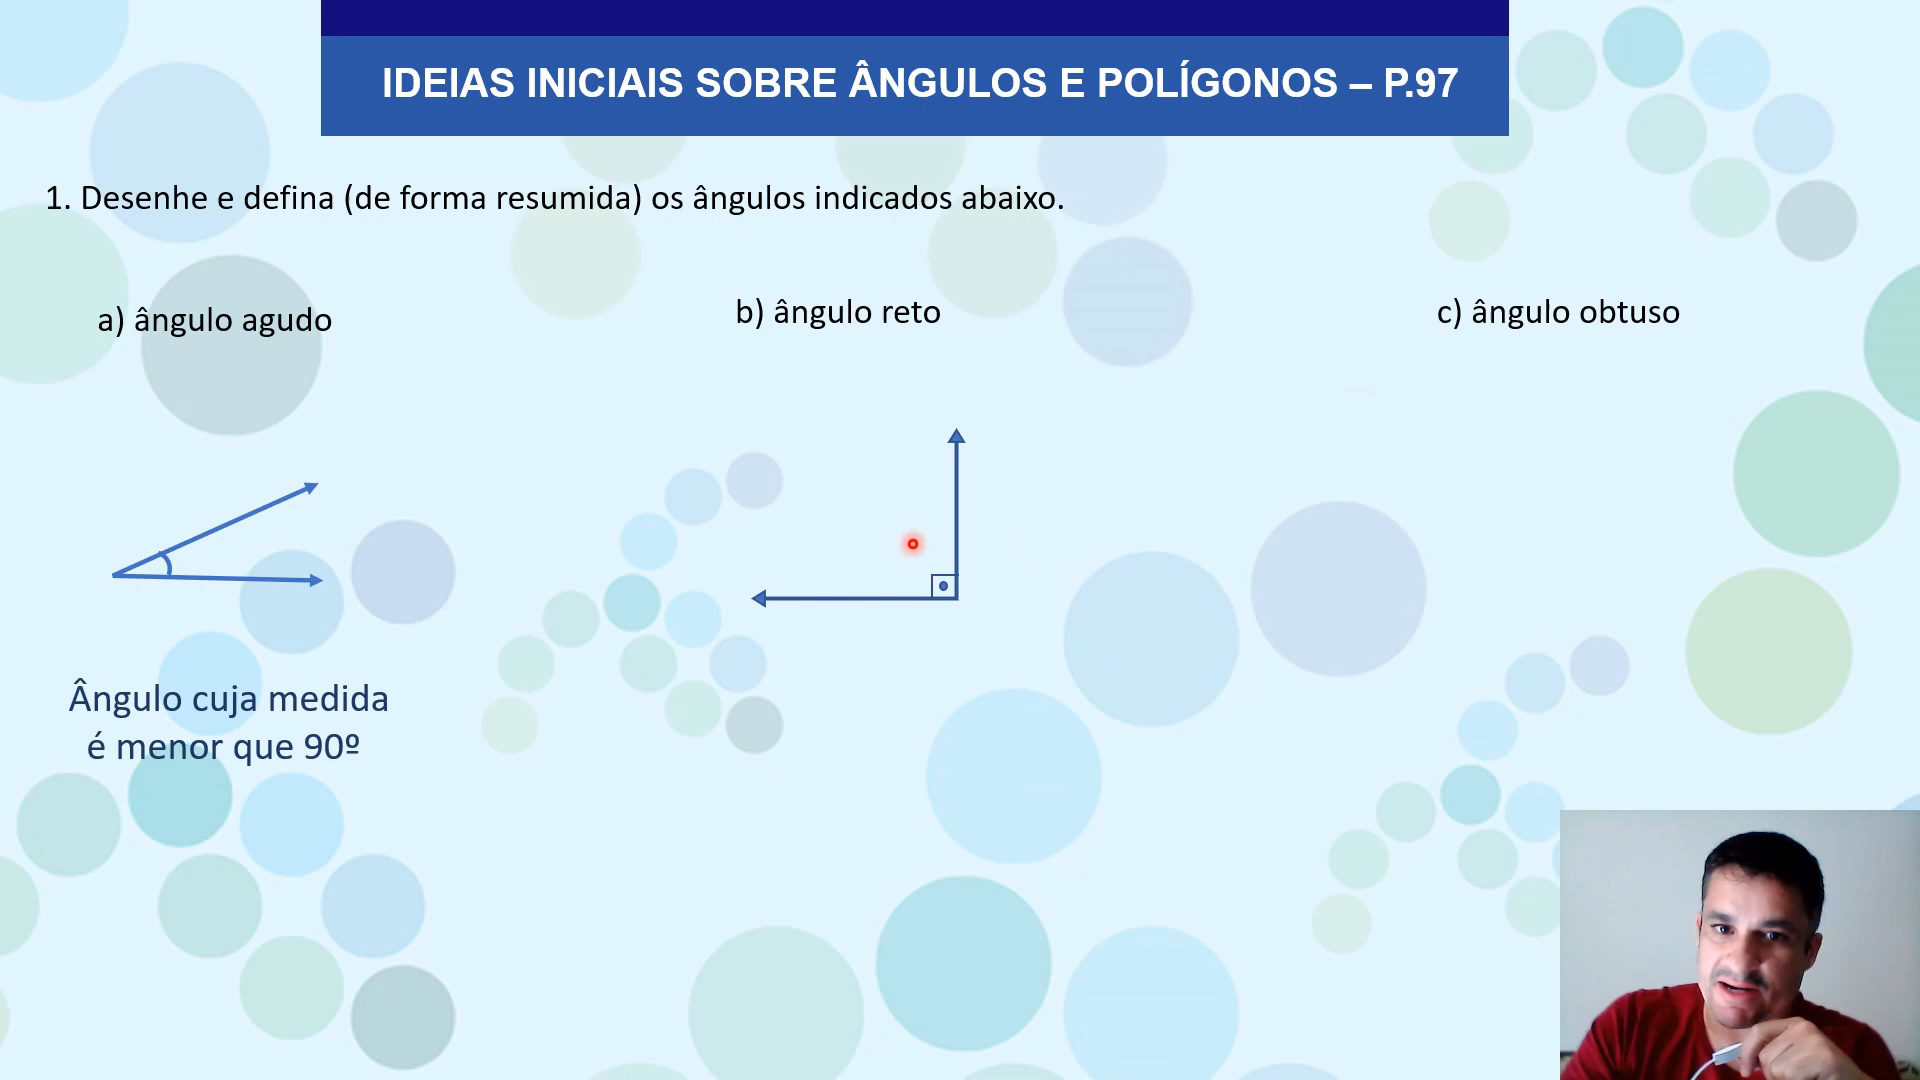 IDEIAS INICIAIS SOBRE ÂNGULOS E POLÍGONOS – P.97
1. Desenhe e defina (de forma resumida) os ângulos indicados abaixo.
a) ângulo agudo
b) ângulo reto
c) ângulo obtuso
Ângulo cuja medida
é menor que 90º